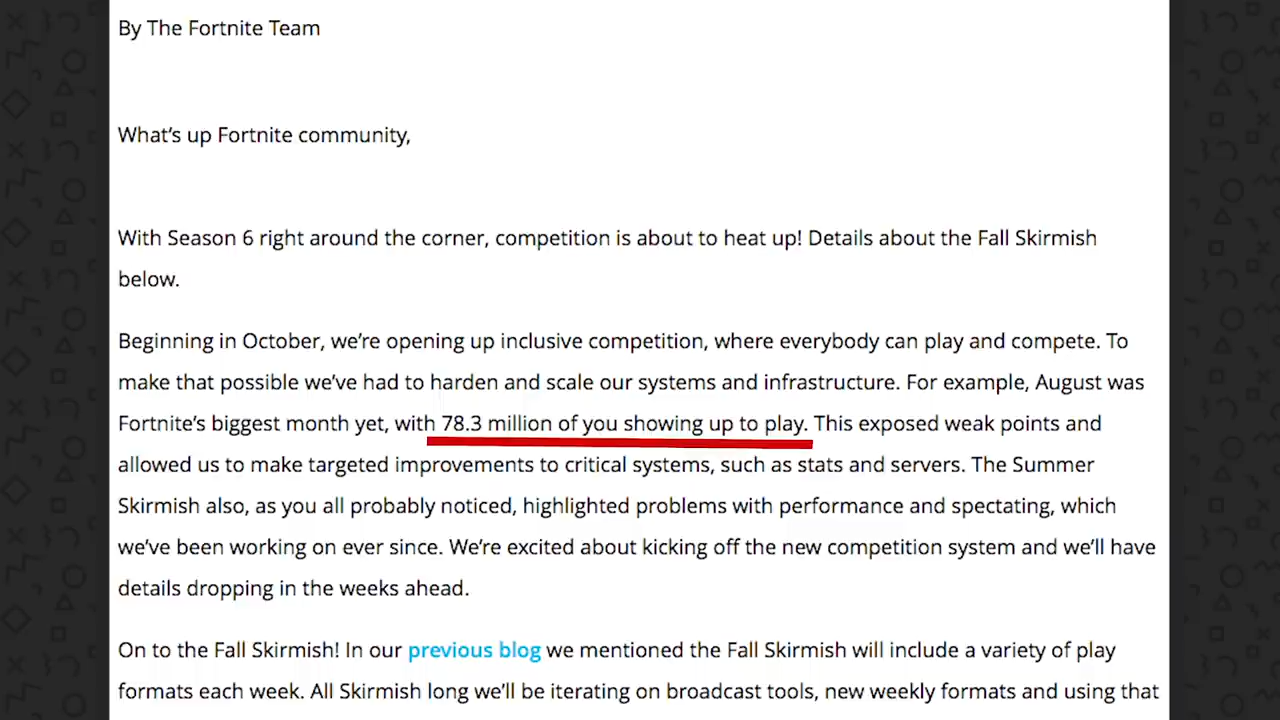 By The Fortnite Team
What's up Fortnite community,
With Season 6 right around the corner, competition is about to heat up! Details about the Fall Skirmish
below.
Beginning in October, we're opening up inclusive competition, where everybody can play and compete. To
make that possible we've had to harden and scale our systems and infrastructure. For example, August was
Fortnite's biggest month yet, with 78.3 million of you showing up to play. This exposed weak points and
allowed us to make targeted improvements to critical systems, such as stats and servers. The Summer
Skirmish also, as you all probably noticed, highlighted problems with performance and spectating, which
we've been working on ever since. We're excited about kicking off the new competition system and we'll have
details dropping in the weeks ahead.
On to the Fall Skirmish! In our previous blog we mentioned the Fall Skirmish will include a variety of play
formats each week. All Skirmish long we'll be iterating on broadcast tools, new weekly formats and using that